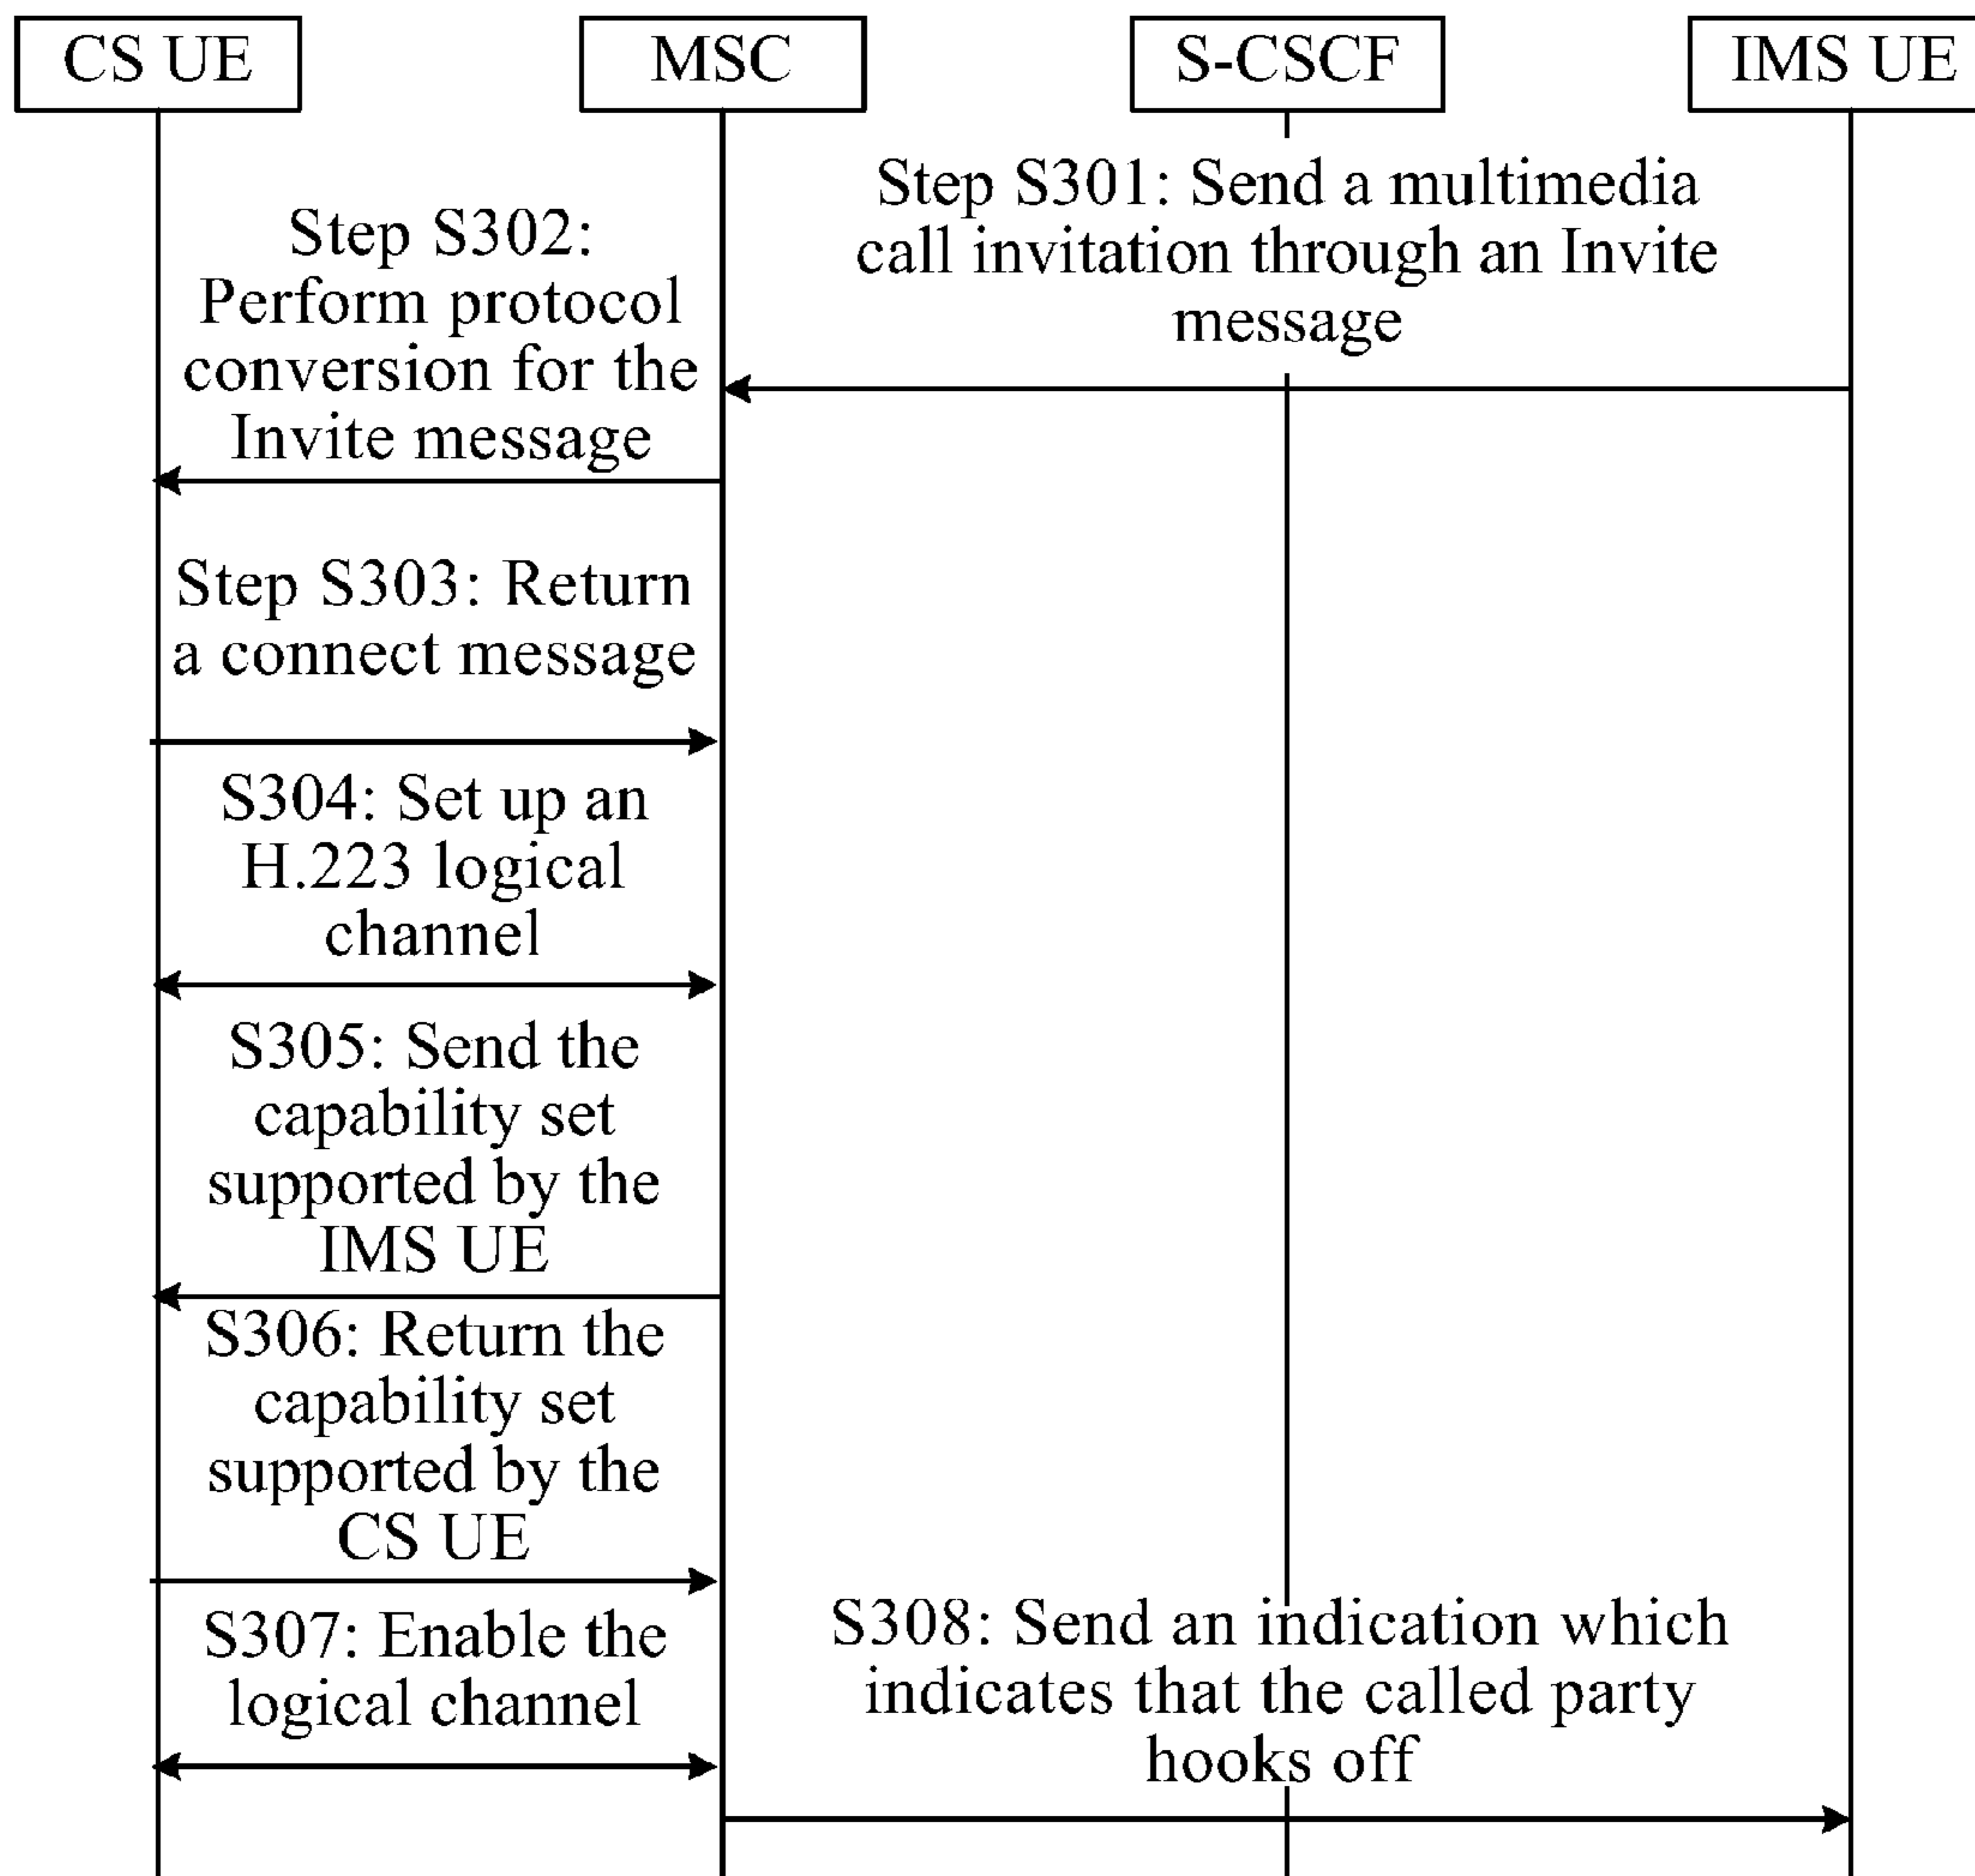 CS UE
MSC
S-CSCF
IMS UE
Step S301: Send a multimedia
call invitation through an Invite
message
Step S302:
Perform protocol
conversion for the
Invite message
Step S303: Return
a connect message
S304: Set up an
H.223 logical
channel
S305: Send the
capability set
supported by the
IMS UE
S306: Return the
capability set
supported by the
CS UE
S307: Enable the
logical channel
S308: Send an indication which
indicates that the called party
hooks off